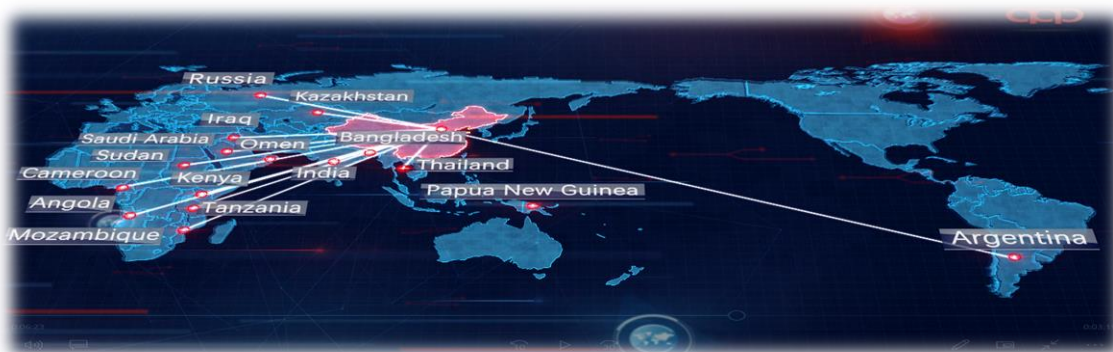 Russia
Kazakhstan
Iraq
Saudi Arabia
Omen
Bangladesh
Sudan
Cameroon
Kenya
India
Thailand
Papua New Guinea
Angola
Tanzania
Mozambique
Argentina